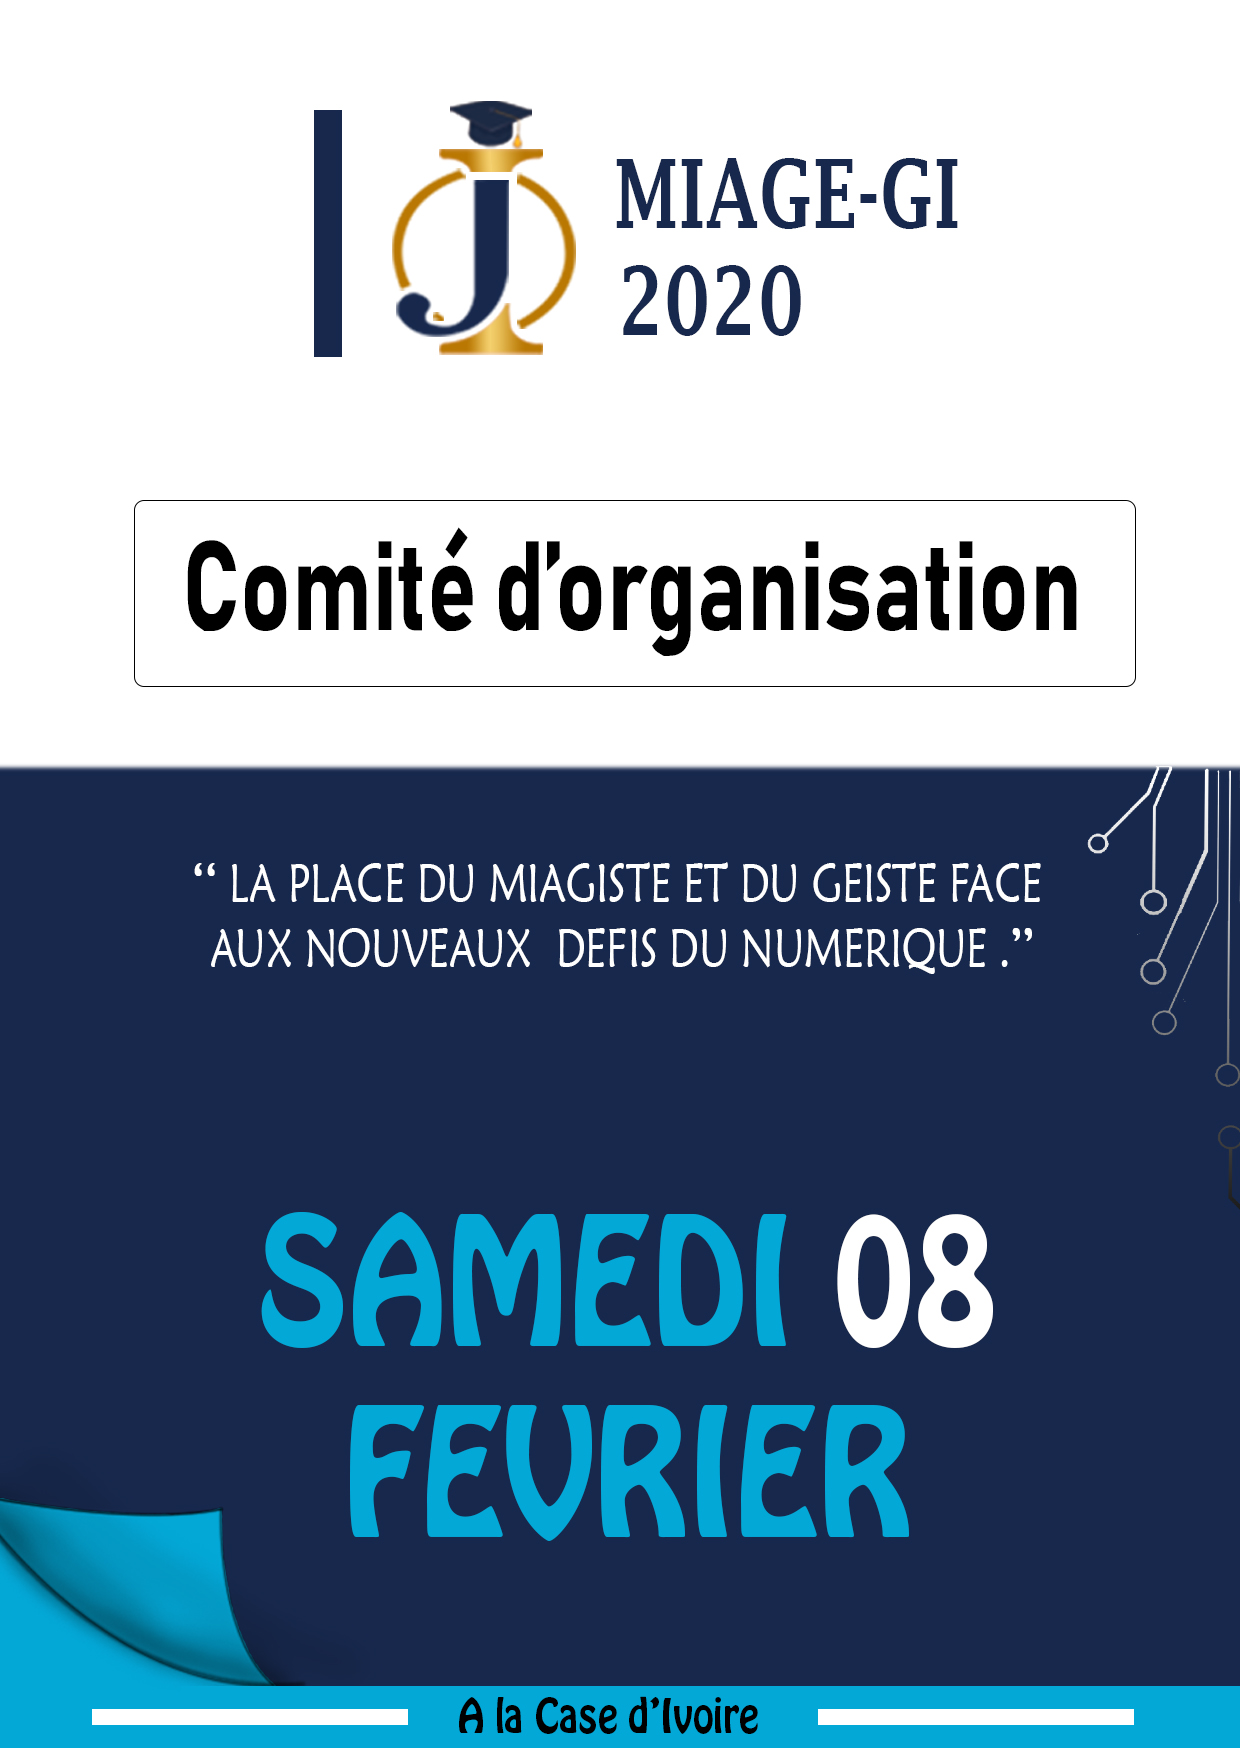 J
MIAGE-GI
2020
Comité d’organisation
“ LA PLACE DU MIAGISTE ET DU GEISTE FACE
AUX NOUVEAUX DEFIS DU NUMERIQUE .”
SAMEDI 08
FEVRIER
A la Case d’Ivoire